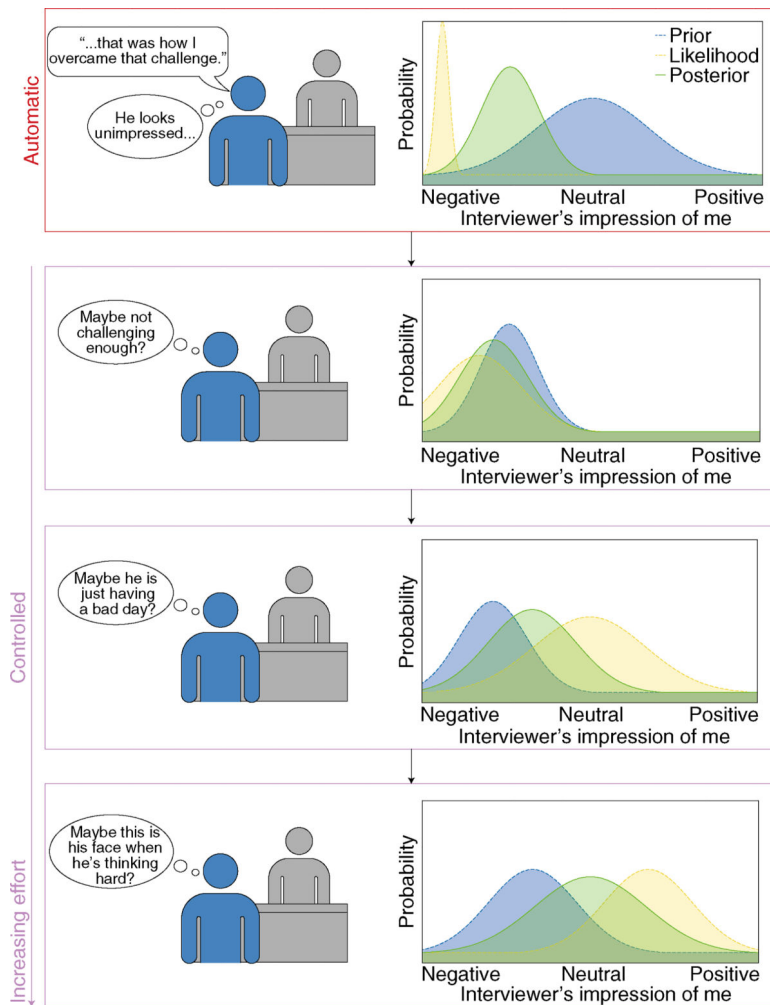 Automatic
“...that was how I
overcame that challenge.”
He looks
unimpressed...
Probability
Prior
Likelihood
Posterior
Negative Neutral Positive
Interviewer’s impression of me
Controlled
Increasing effort
Maybe not
challenging
enough?
Probability
Negative Neutral Positive
Interviewer’s impression of me
Maybe he is
just having
a bad day?
Probability
Negative Neutral Positive
Interviewer’s impression of me
Maybe this is
his face when
he’s thinking
hard?
Probability
Negative Neutral Positive
Interviewer’s impression of me